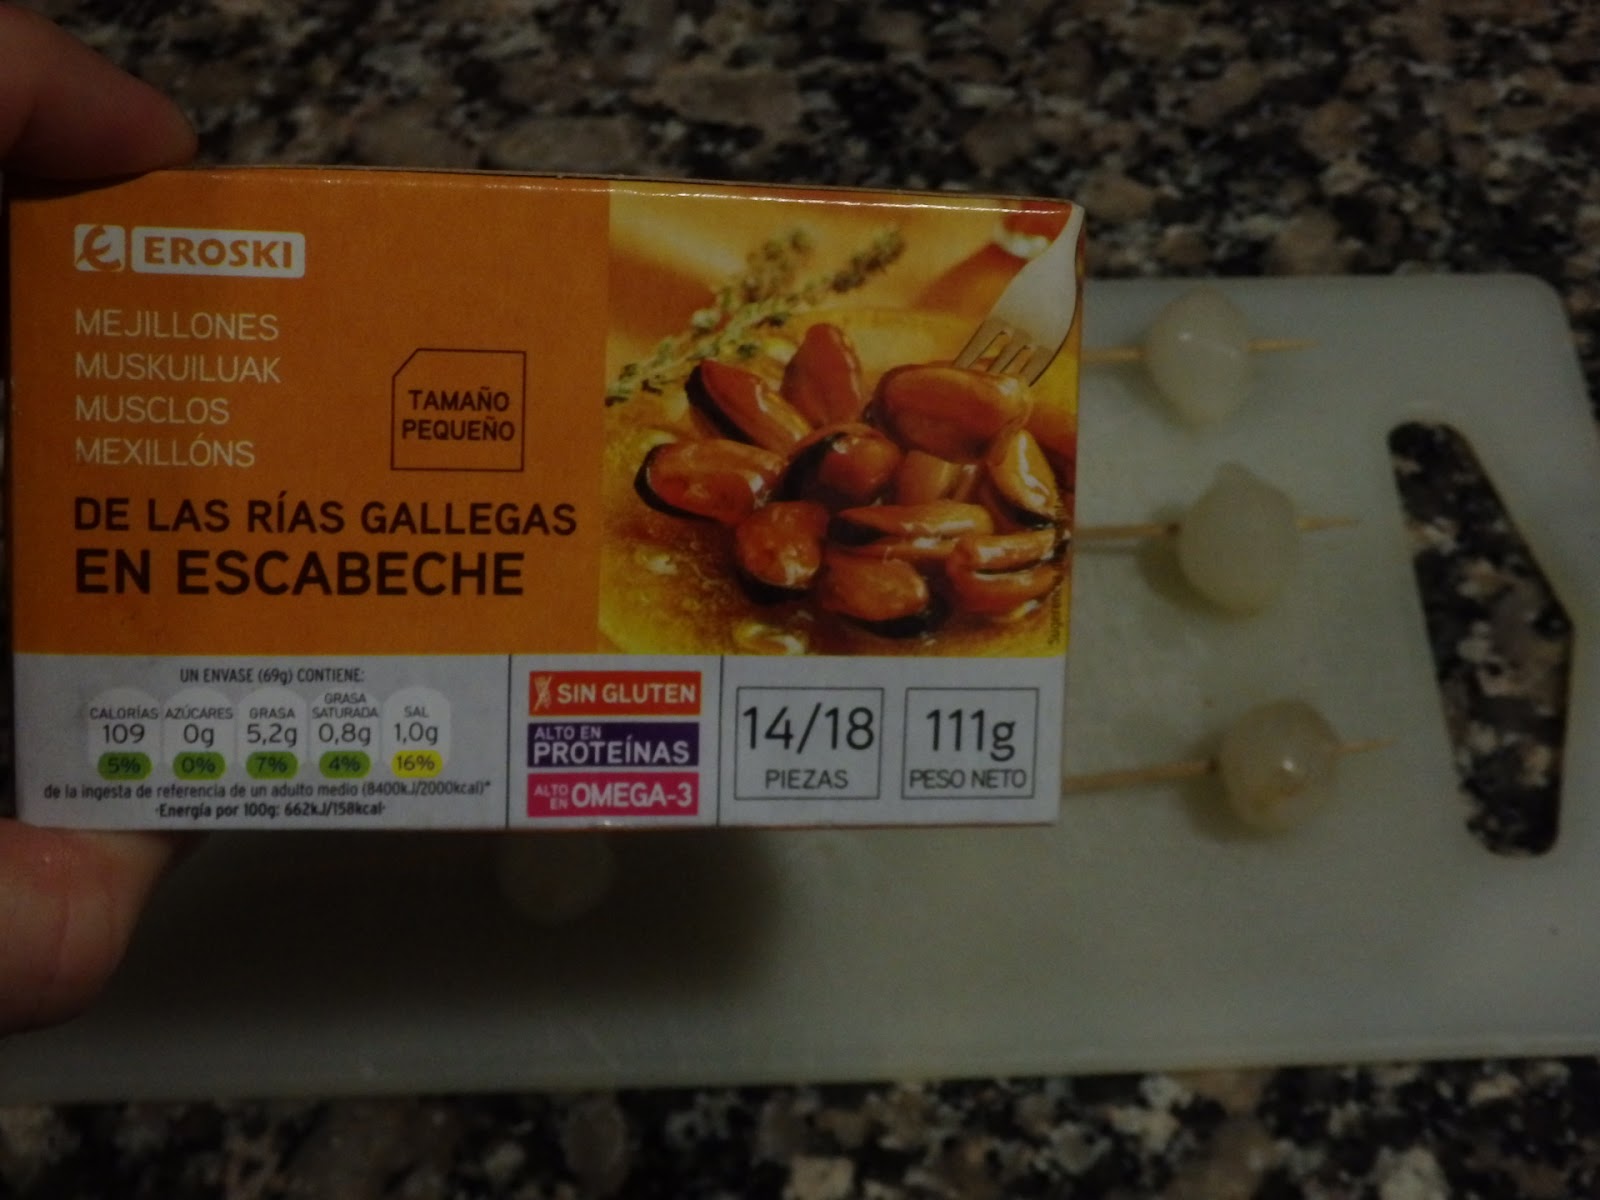 EROSKI
MEJILLONES
MUSKUILUAK
MUSCLOS
MEXILLÓNS
TAMAÑO
PEQUEÑO
DE LAS RÍAS GALLEGAS
EN ESCABECHE
UN ENVASE (69g) CONTIENE:
CALORÍAS AZÚCARES GRASA GRASA SATURADA SAL
109 0g 5,2g 0,8g 1,0g
5% 0% 7% 4% 16%
de la ingesta de referencia de un adulto medio (8400kJ/2000kcal)*
·Energía por 100g: 662kJ/158kcal·
SIN GLUTEN
ALTO EN
PROTEÍNAS
ALTO EN OMEGA-3
14/18
PIEZAS
111g
PESO NETO